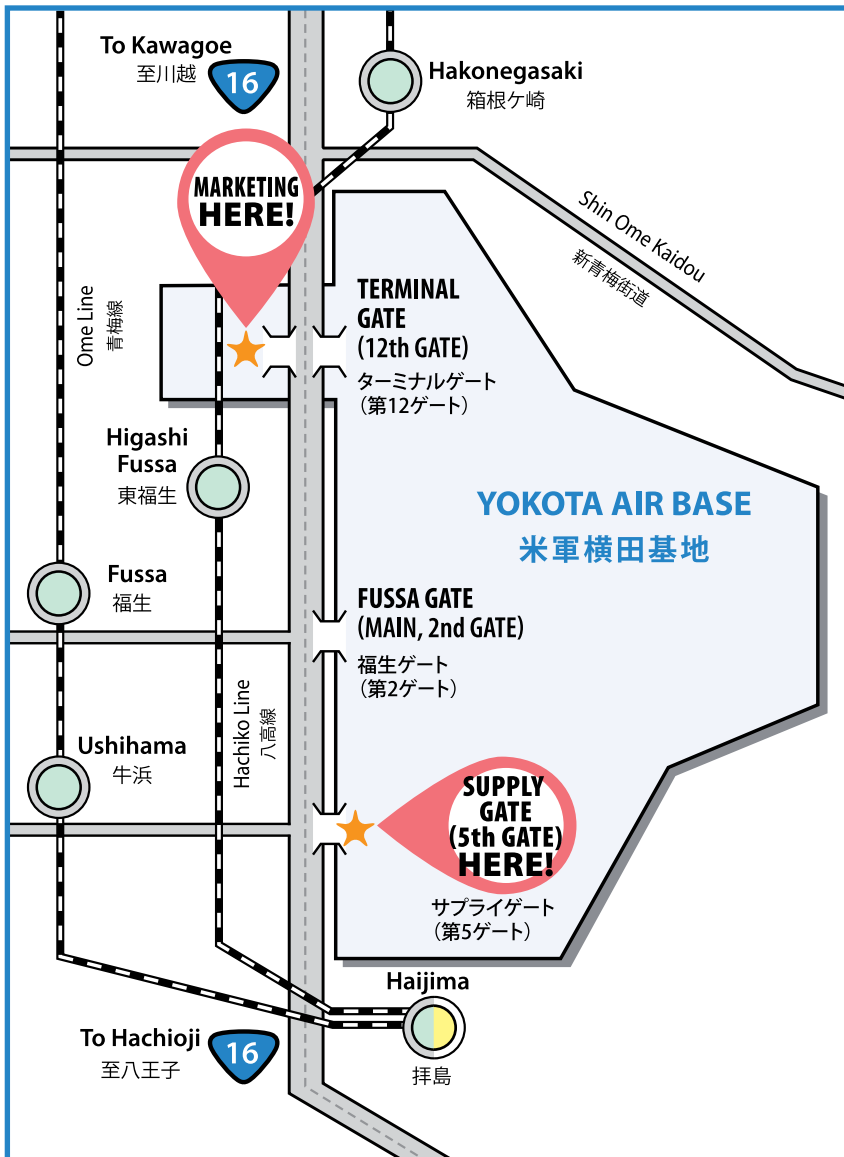 To Kawagoe
至川越
16
Hakonegasaki
箱根ケ崎
MARKETING
HERE!
Shin Ome Kaidou
新青梅街道
Ome Line
青梅線
TERMINAL
GATE
(12th GATE)
ターミナルゲート
（第12ゲート）
Higashi
Fussa
東福生
YOKOTA AIR BASE
米軍横田基地
Fussa
福生
FUSSA GATE
(MAIN, 2nd GATE)
福生ゲート
（第2ゲート）
Hachiko Line
八高線
Ushihama
牛浜
SUPPLY
GATE
(5th GATE)
HERE!
サプライゲート
（第5ゲート）
Haijima
拝島
To Hachioji
至八王子
16